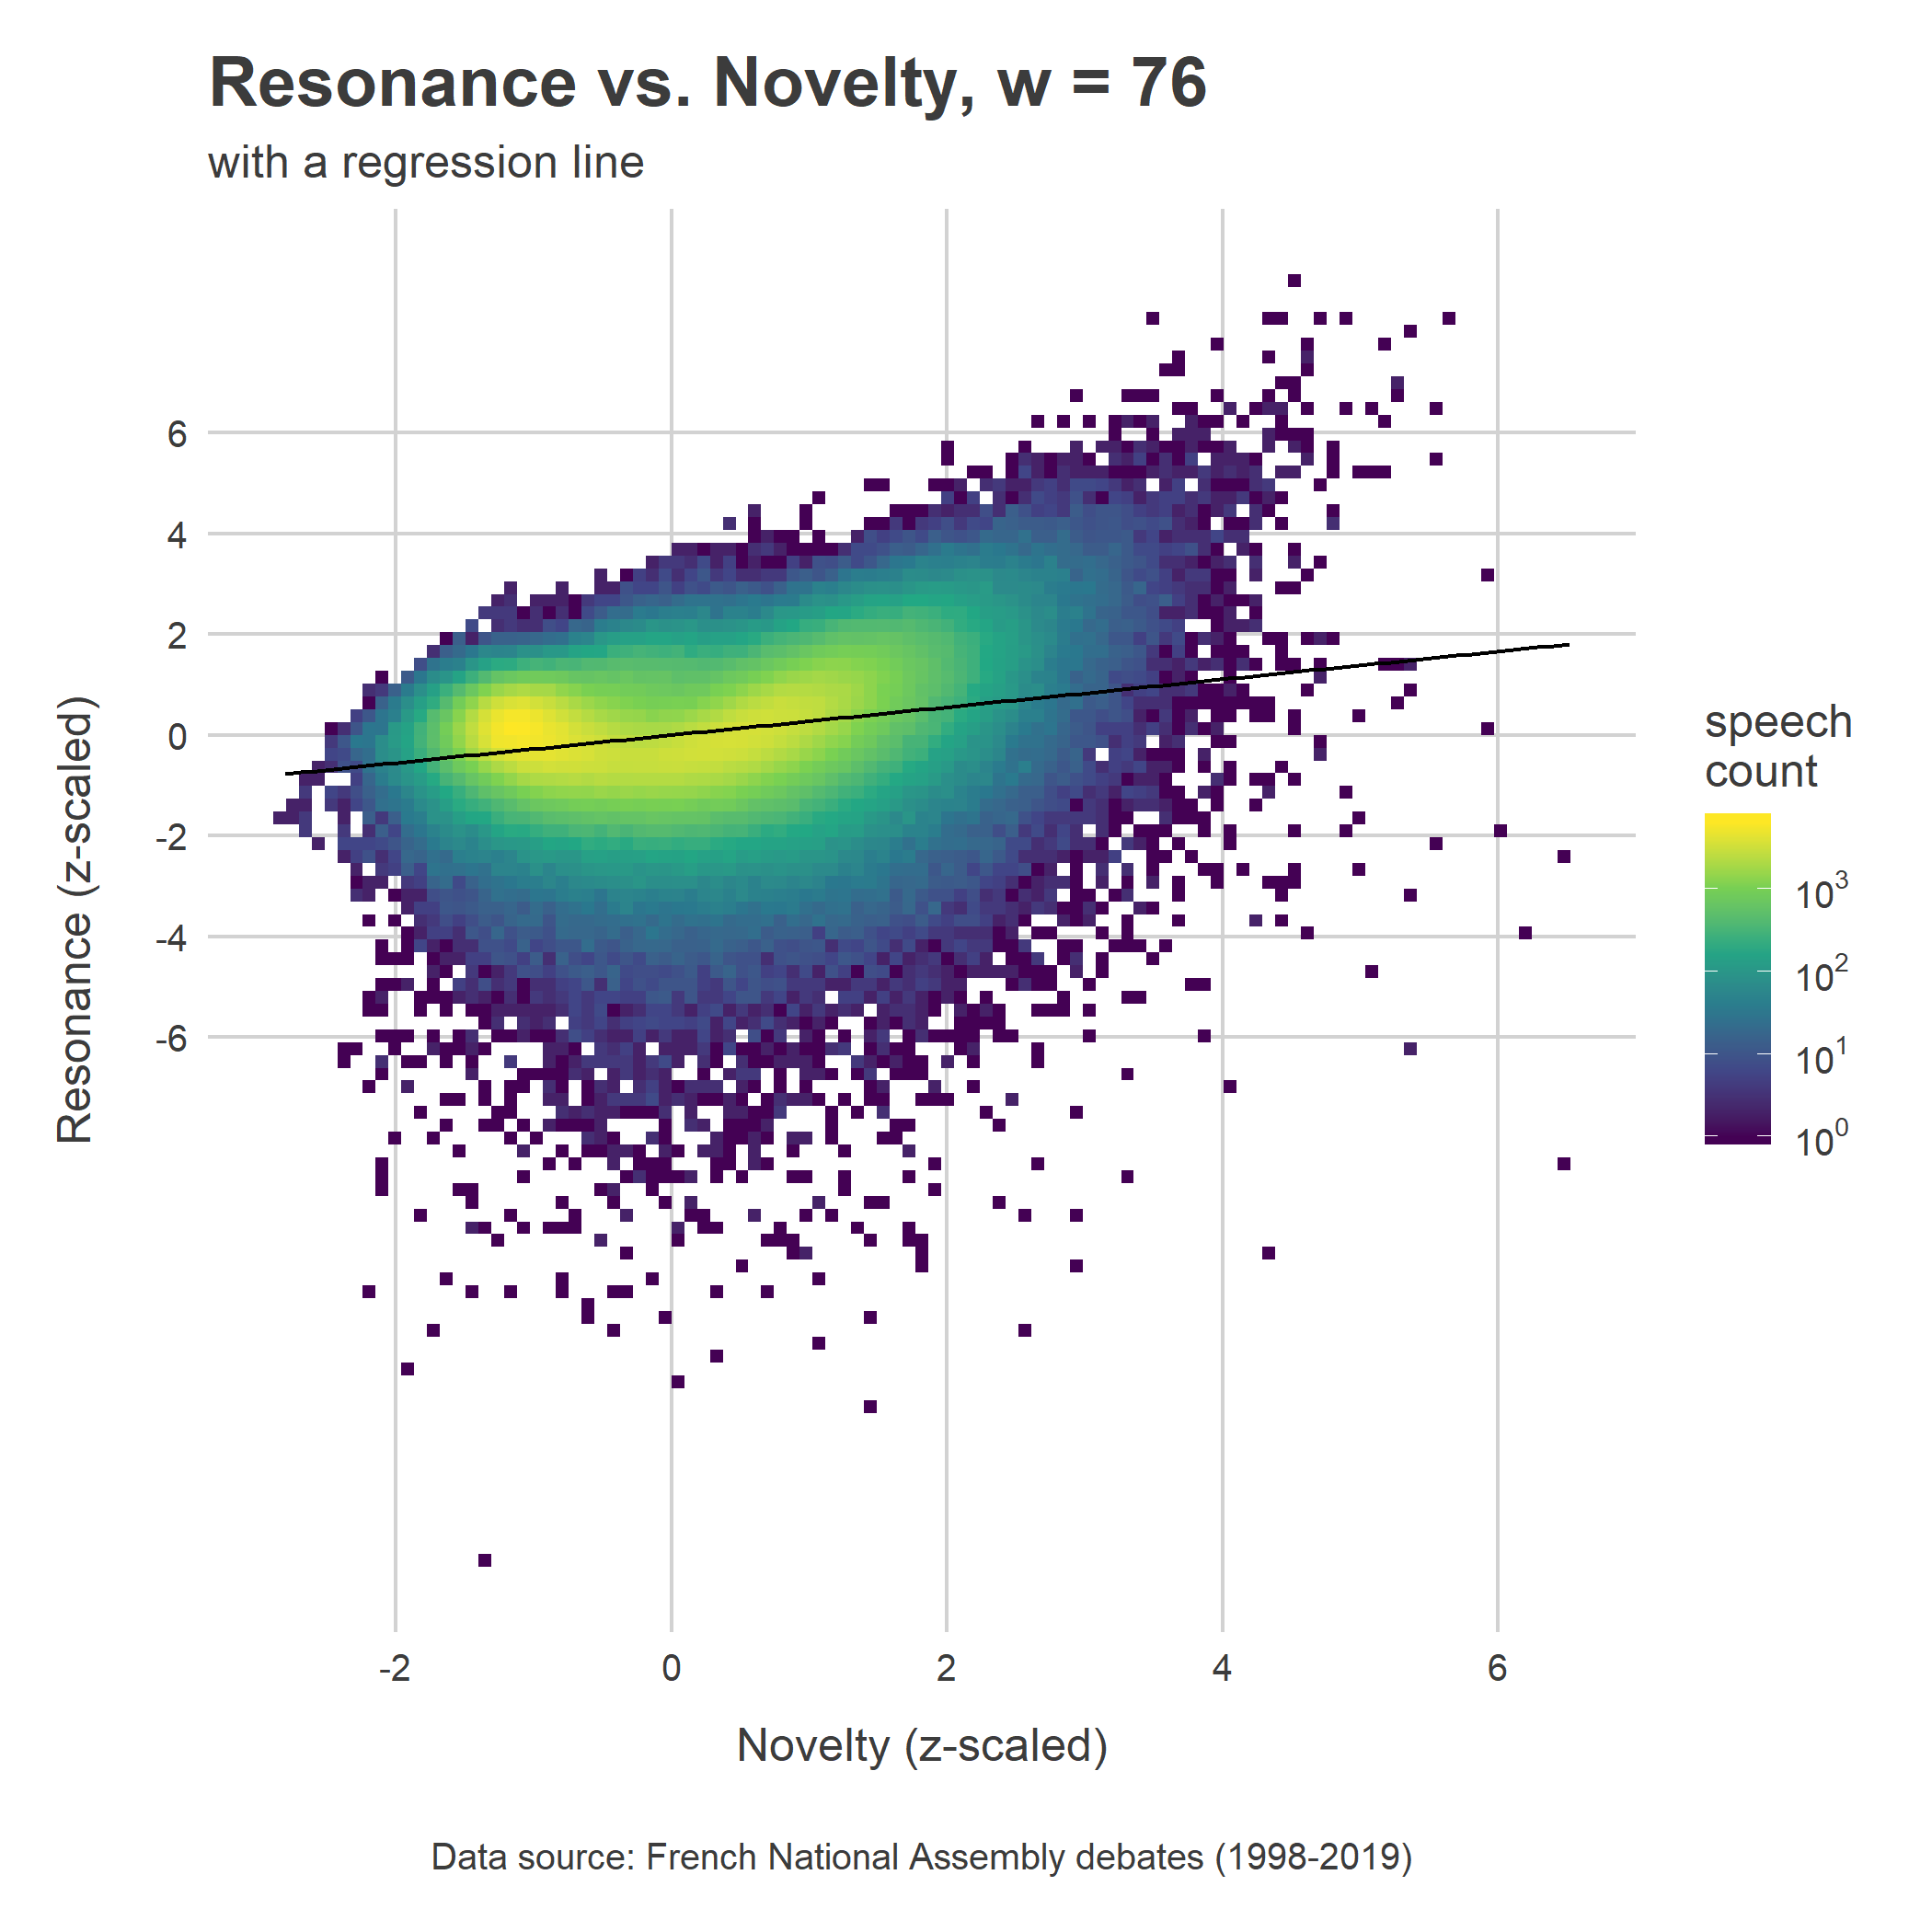 Resonance vs. Novelty, w = 76
with a regression line
Resonance (z-scaled)
6
4
2
0
-2
-4
-6
-2 0 2 4 6
Novelty (z-scaled)
speech
count
10³
10²
10¹
10⁰
Data source: French National Assembly debates (1998-2019)